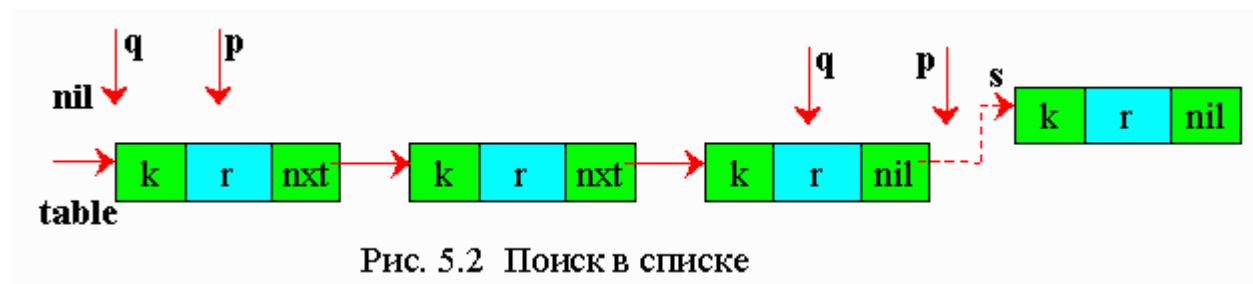 q p q p s
nil k r nil
k r nxt k r nxt k r nil
table
Рис. 5.2 Поиск в списке